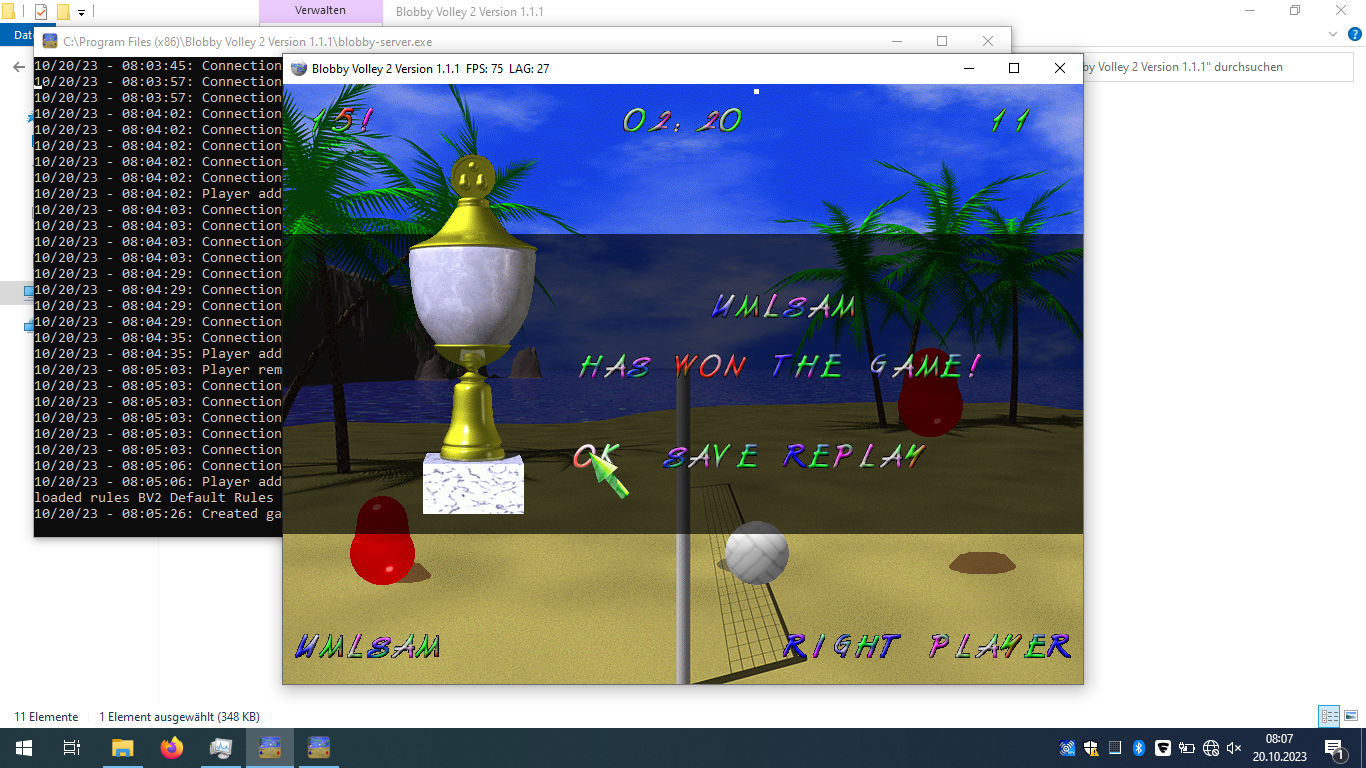 Verwalten
Blobby Volley 2 Version 1.1.1
Dat
C:\Program Files (x86)\Blobby Volley 2 Version 1.1.1\blobby-server.exe
by Volley 2 Version 1.1.1" durchsuchen
10/20/23 - 08:03:45: Connection
10/20/23 - 08:03:57: Connection
10/20/23 - 08:03:57: Connection
10/20/23 - 08:04:02: Connection
10/20/23 - 08:04:02: Connection
10/20/23 - 08:04:02: Connection
10/20/23 - 08:04:02: Connection
10/20/23 - 08:04:02: Connection
10/20/23 - 08:04:02: Player add
10/20/23 - 08:04:03: Connection
10/20/23 - 08:04:03: Connection
10/20/23 - 08:04:03: Connection
10/20/23 - 08:04:03: Connection
10/20/23 - 08:04:29: Connection
10/20/23 - 08:04:29: Connection
10/20/23 - 08:04:29: Connection
10/20/23 - 08:04:29: Connection
10/20/23 - 08:04:35: Connection
10/20/23 - 08:04:35: Player add
10/20/23 - 08:05:03: Player rem
10/20/23 - 08:05:03: Connection
10/20/23 - 08:05:03: Connection
10/20/23 - 08:05:03: Connection
10/20/23 - 08:05:03: Connection
10/20/23 - 08:05:03: Connection
10/20/23 - 08:05:06: Connection
10/20/23 - 08:05:06: Player add
loaded rules BV2 Default Rules
10/20/23 - 08:05:26: Created ga
Blobby Volley 2 Version 1.1.1 FPS: 75 LAG: 27
15! 02:20 11
UMLSAM
HAS WON THE GAME!
OK SAVE REPLAY
UMLSAM RIGHT PLAYER
11 Elemente 1 Element ausgewählt (348 KB)
08:07
20.10.2023
1